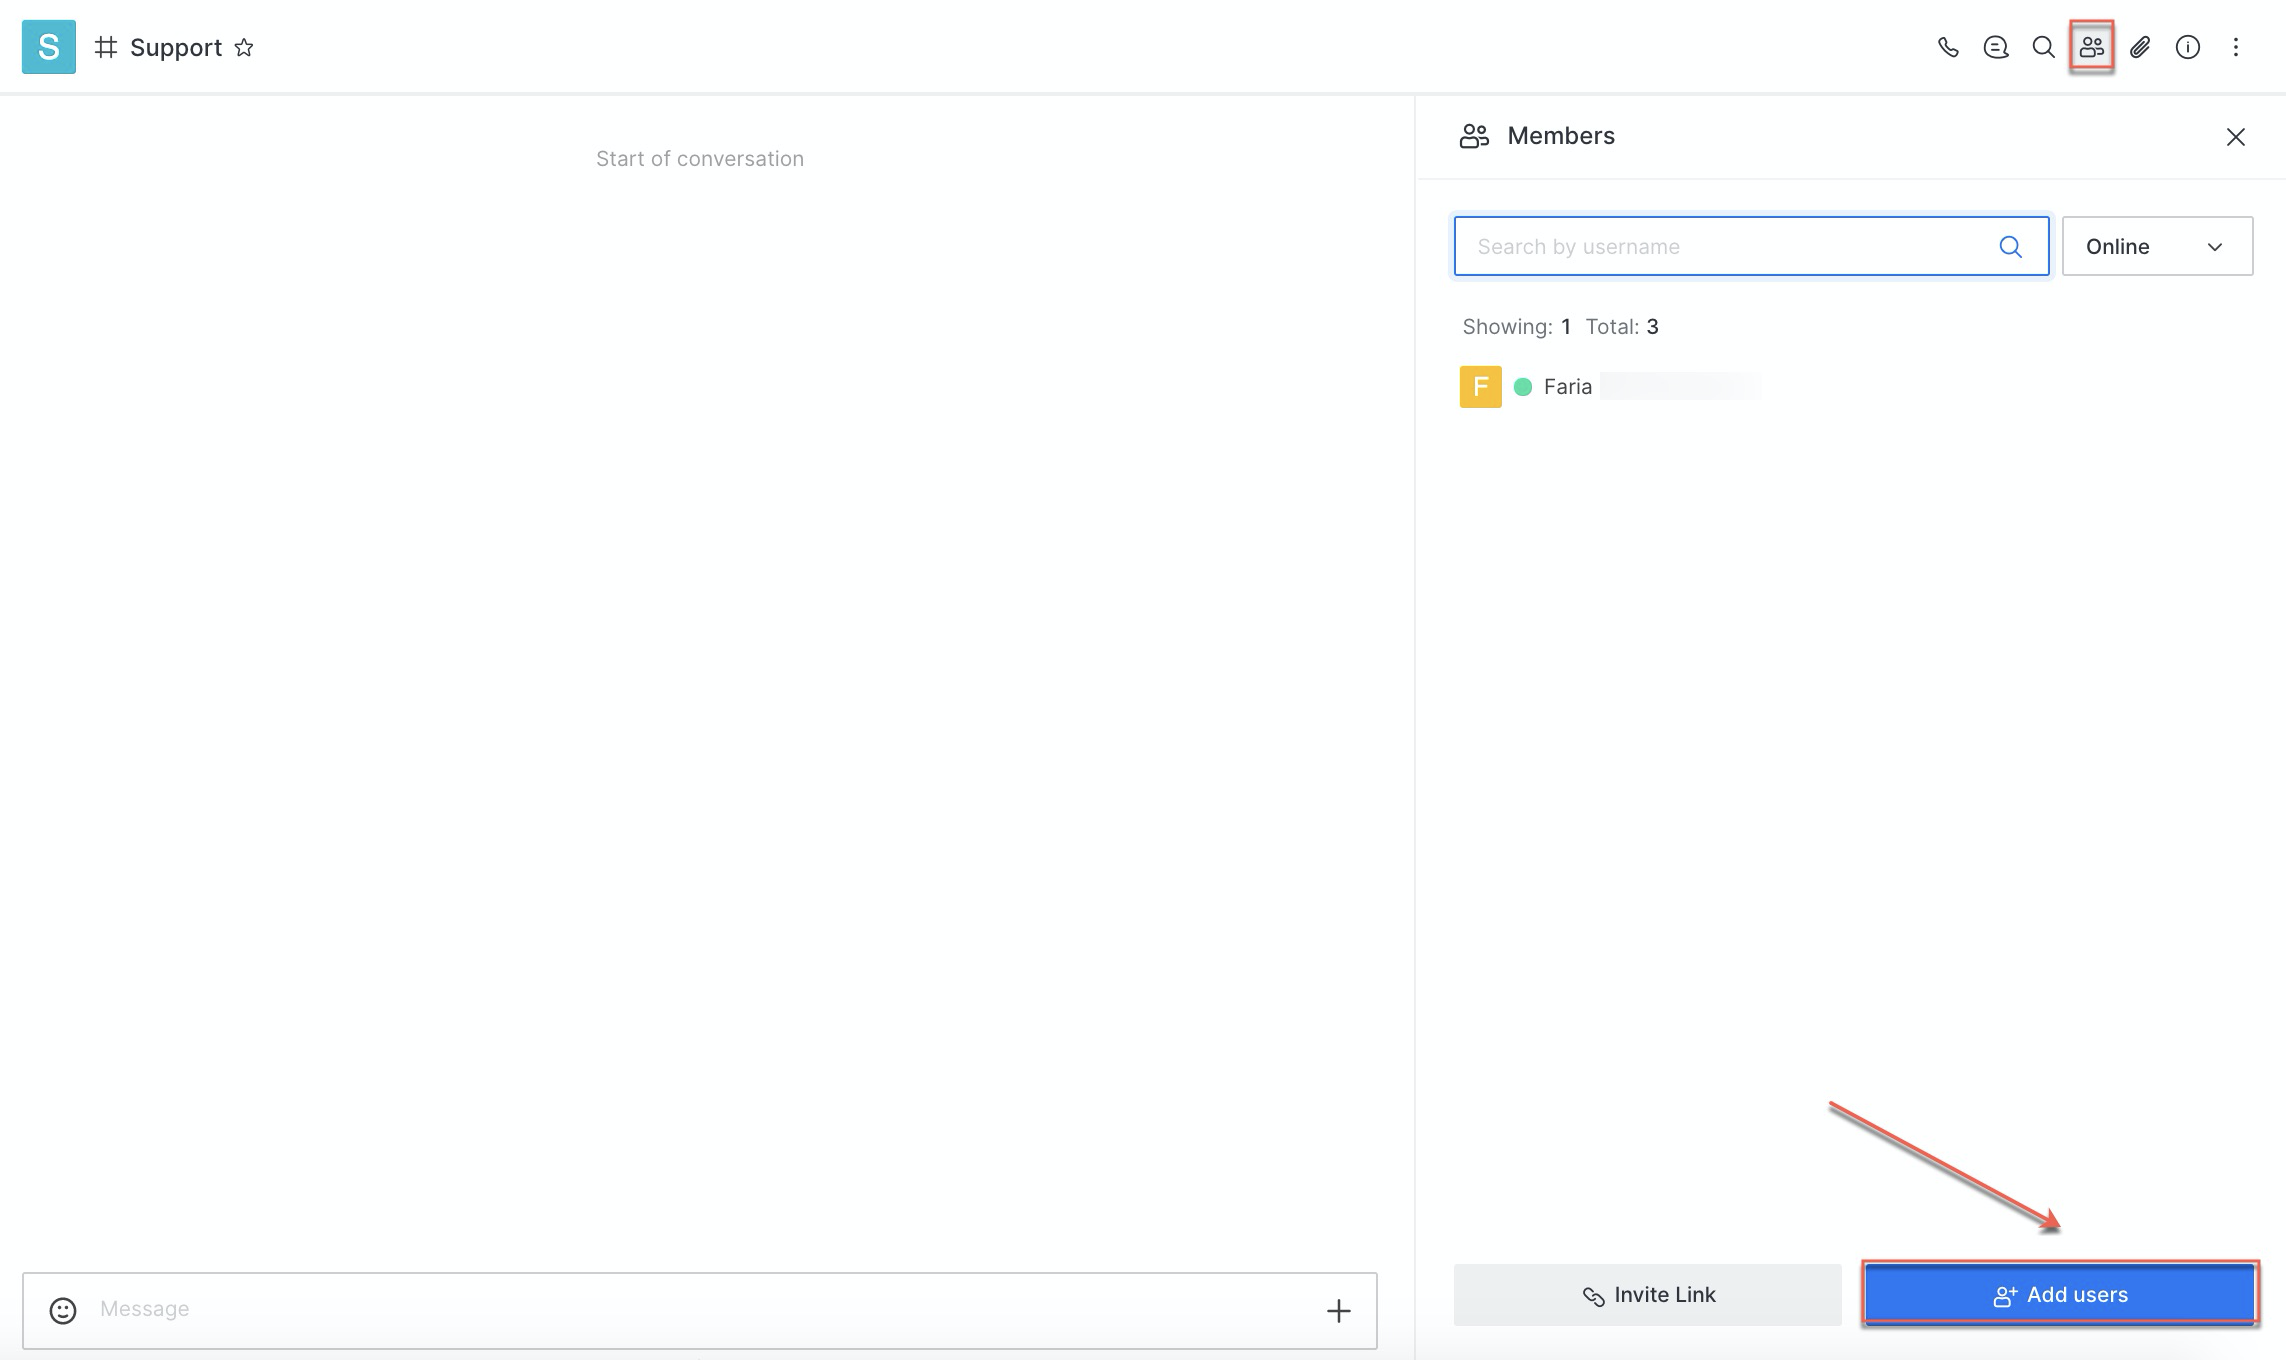 S
Support
Start of conversation
Members
Search by username
Online
Showing: 1 Total: 3
F
Faria
Message
Invite Link
Add users